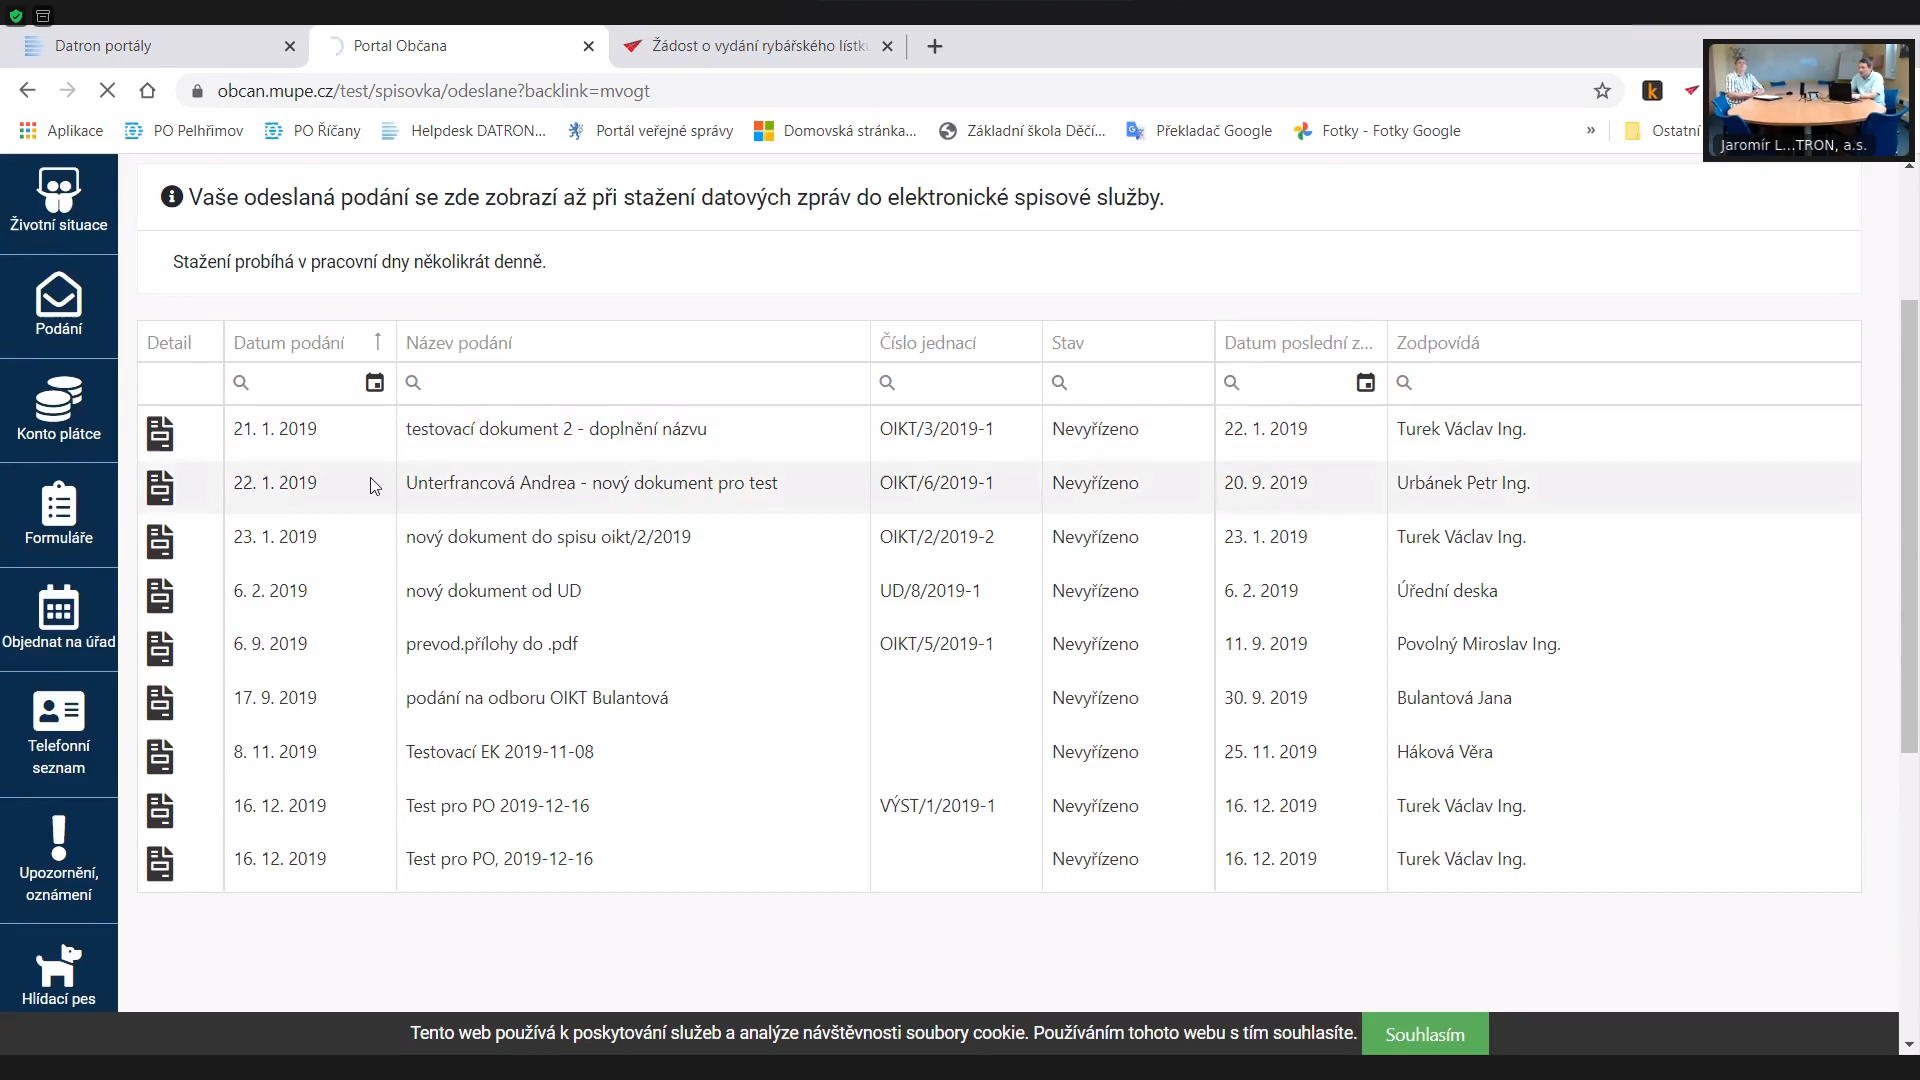 Datron portály
Portal Občana
Žádost o vydání rybářského lístk
obcan.mupe.cz/test/spisovka/odeslane?backlink=mvogt
Aplikace
PO Pelhřimov
PO Říčany
Helpdesk DATRON...
Portál veřejné správy
Domovská stránka...
Základní škola Děčí...
Překladač Google
Fotky - Fotky Google
»
Ostatní
Jaromír L...TRON, a.s.
Životní situace
Podání
Konto plátce
Formuláře
Objednat na úřad
Telefonní
seznam
Upozornění,
oznámení
Hlídací pes
Vaše odeslaná podání se zde zobrazí až při stažení datových zpráv do elektronické spisové služby.
Stažení probíhá v pracovní dny několikrát denně.
Detail Datum podání Název podání Číslo jednací Stav Datum poslední z... Zodpovídá
21. 1. 2019 testovací dokument 2 - doplnění názvu OIKT/3/2019-1 Nevyřízeno 22. 1. 2019 Turek Václav Ing.
22. 1. 2019 Unterfrancová Andrea - nový dokument pro test OIKT/6/2019-1 Nevyřízeno 20. 9. 2019 Urbánek Petr Ing.
23. 1. 2019 nový dokument do spisu oikt/2/2019 OIKT/2/2019-2 Nevyřízeno 23. 1. 2019 Turek Václav Ing.
6. 2. 2019 nový dokument od UD UD/8/2019-1 Nevyřízeno 6. 2. 2019 Úřední deska
6. 9. 2019 prevod.přílohy do .pdf OIKT/5/2019-1 Nevyřízeno 11. 9. 2019 Povolný Miroslav Ing.
17. 9. 2019 podání na odboru OIKT Bulantová Nevyřízeno 30. 9. 2019 Bulantová Jana
8. 11. 2019 Testovací EK 2019-11-08 Nevyřízeno 25. 11. 2019 Háková Věra
16. 12. 2019 Test pro PO 2019-12-16 VÝST/1/2019-1 Nevyřízeno 16. 12. 2019 Turek Václav Ing.
16. 12. 2019 Test pro PO, 2019-12-16 Nevyřízeno 16. 12. 2019 Turek Václav Ing.
Tento web používá k poskytování služeb a analýze návštěvnosti soubory cookie. Používáním tohoto webu s tím souhlasíte.
Souhlasím